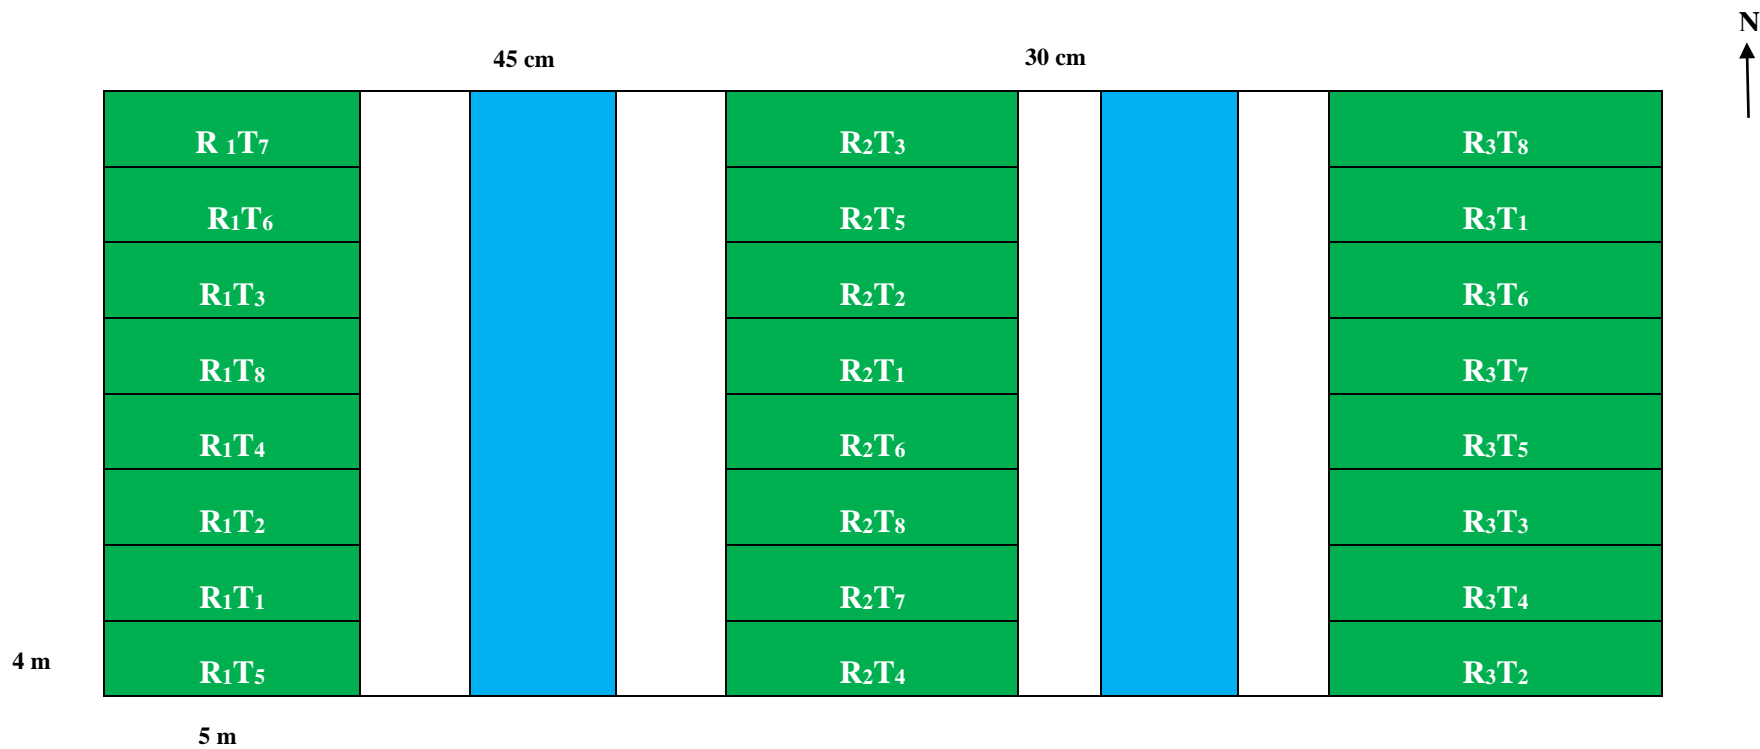 N
45 cm 30 cm
R 1T7 R2T3 R3T8
R1T6 R2T5 R3T1
R1T3 R2T2 R3T6
R1T8 R2T1 R3T7
R1T4 R2T6 R3T5
R1T2 R2T8 R3T3
R1T1 R2T7 R3T4
4 m R1T5 R2T4 R3T2
5 m